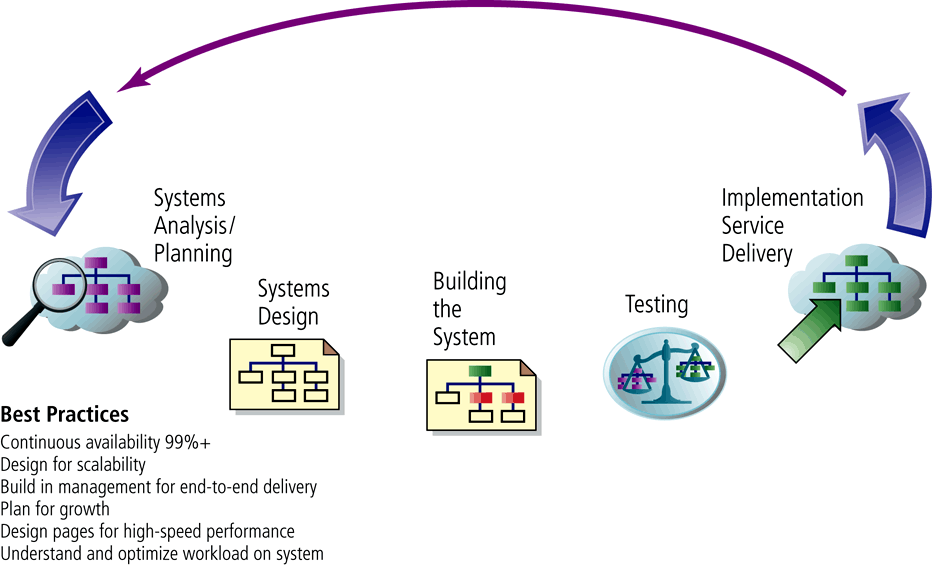 Systems
Analysis/
Planning
Systems
Design
Building
the
System
Testing
Implementation
Service
Delivery
Best Practices
Continuous availability 99%+
Design for scalability
Build in management for end-to-end delivery
Plan for growth
Design pages for high-speed performance
Understand and optimize workload on system